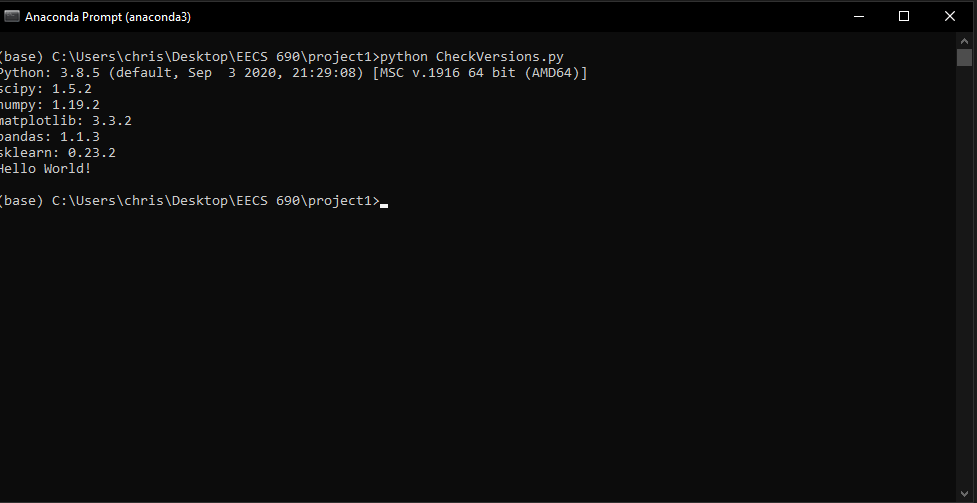 Anaconda Prompt (anaconda3)
(base) C:\Users\chris\Desktop\EECS 690\project1>python CheckVersions.py
Python: 3.8.5 (default, Sep  3 2020, 21:29:08) [MSC v.1916 64 bit (AMD64)]
scipy: 1.5.2
numpy: 1.19.2
matplotlib: 3.3.2
pandas: 1.1.3
sklearn: 0.23.2
Hello World!
(base) C:\Users\chris\Desktop\EECS 690\project1>